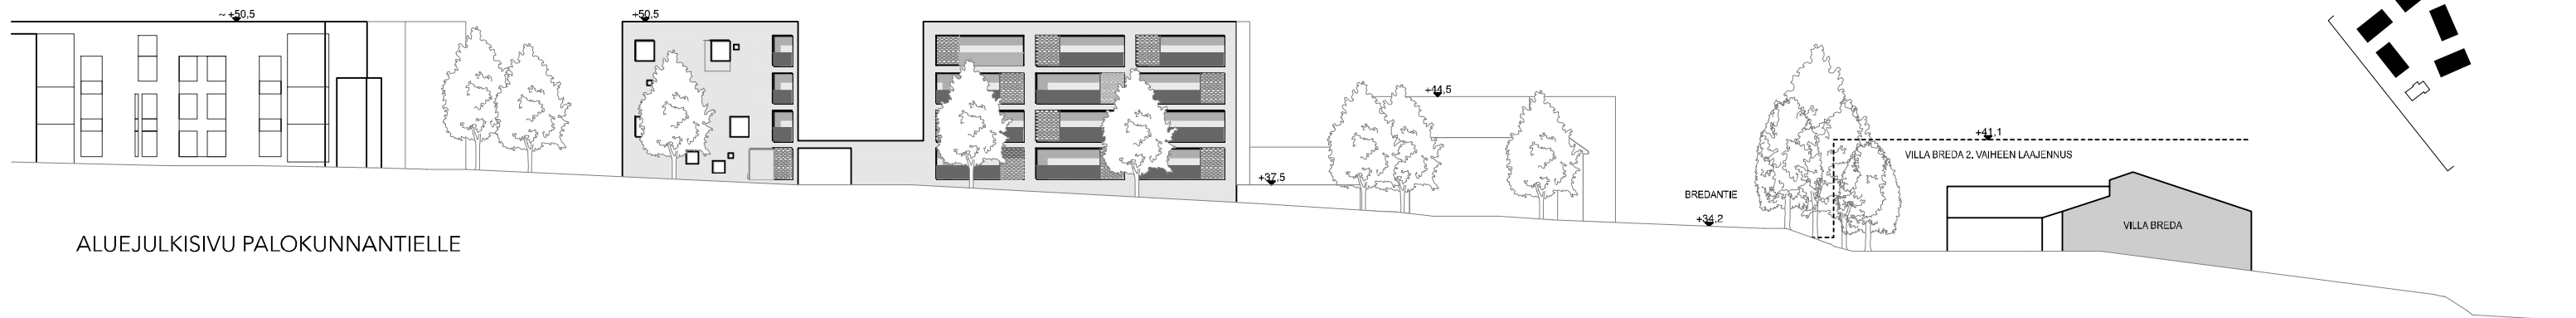 ~ +50,5
+50,5
+44,5
+41,1
VILLA BREDA 2. VAIHEEN LAAJENNUS
+37,5
BREDANTIE
+34,2
VILLA BREDA
ALUEJULKISIVU PALOKUNNANTIELLE